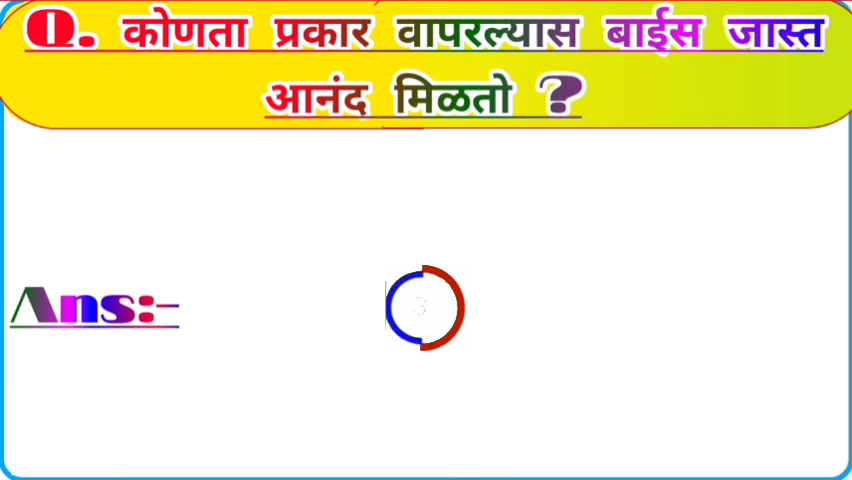 Q. कोणता प्रकार वापरल्यास बाईस जास्त
आनंद मिळतो ?
Ans:-